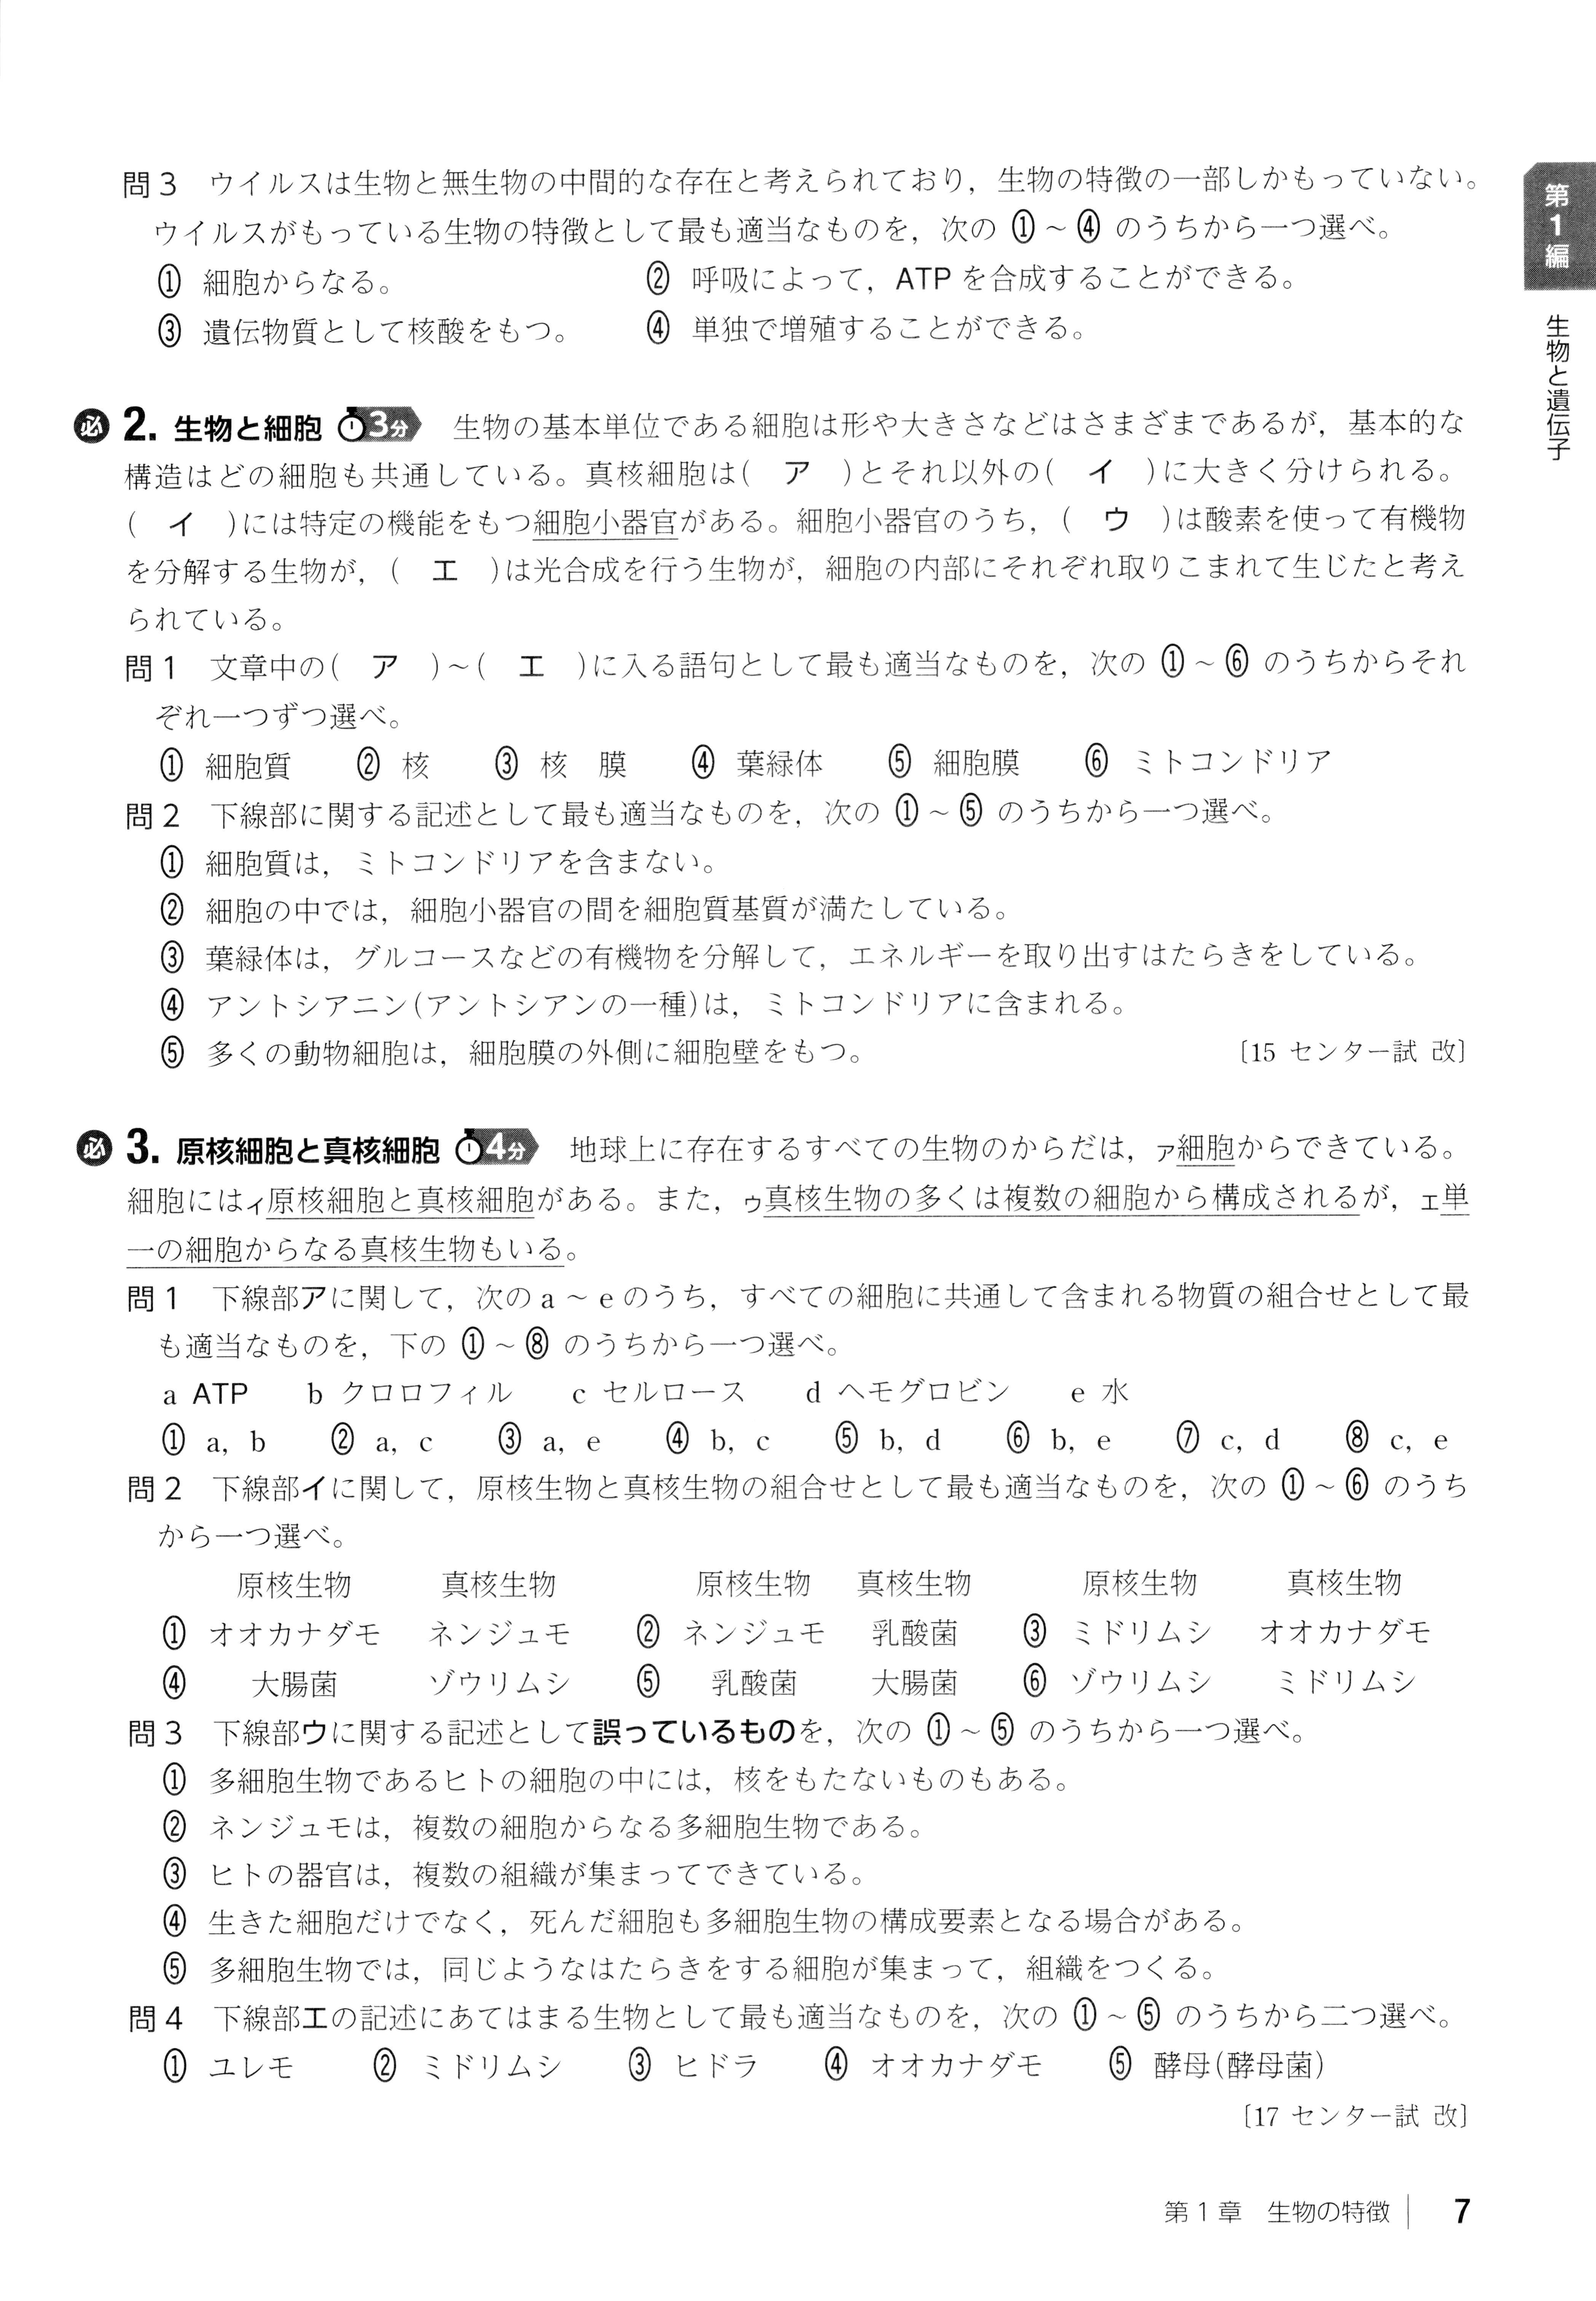 問3　ウイルスは生物と無生物の中間的な存在と考えられており，生物の特徴の一部しかもっていない。
ウイルスがもっている生物の特徴として最も適当なものを，次の ① ～ ④ のうちから一つ選べ。
① 細胞からなる。　② 呼吸によって，ATP を合成することができる。
③ 遺伝物質として核酸をもつ。　④ 単独で増殖することができる。
第1編
生物と遺伝子
必 2. 生物と細胞 3分　生物の基本単位である細胞は形や大きさなどはさまざまであるが，基本的な
構造はどの細胞も共通している。真核細胞は(　ア　)とそれ以外の(　イ　)に大きく分けられる。
(　イ　)には特定の機能をもつ細胞小器官がある。細胞小器官のうち，(　ウ　)は酸素を使って有機物
を分解する生物が，(　エ　)は光合成を行う生物が，細胞の内部にそれぞれ取りこまれて生じたと考え
られている。
問1　文章中の(　ア　)～(　エ　)に入る語句として最も適当なものを，次の ① ～ ⑥ のうちからそれ
ぞれ一つずつ選べ。
① 細胞質　② 核　③ 核　膜　④ 葉緑体　⑤ 細胞膜　⑥ ミトコンドリア
問2　下線部に関する記述として最も適当なものを，次の ① ～ ⑤ のうちから一つ選べ。
① 細胞質は，ミトコンドリアを含まない。
② 細胞の中では，細胞小器官の間を細胞質基質が満たしている。
③ 葉緑体は，グルコースなどの有機物を分解して，エネルギーを取り出すはたらきをしている。
④ アントシアニン(アントシアンの一種)は，ミトコンドリアに含まれる。
⑤ 多くの動物細胞は，細胞膜の外側に細胞壁をもつ。　〔15 センター試 改〕
必 3. 原核細胞と真核細胞 4分　地球上に存在するすべての生物のからだは，ア細胞からできている。
細胞にはイ原核細胞と真核細胞がある。また，ウ真核生物の多くは複数の細胞から構成されるが，エ単
一の細胞からなる真核生物もいる。
問1　下線部アに関して，次の a ～ e のうち，すべての細胞に共通して含まれる物質の組合せとして最
も適当なものを，下の ① ～ ⑧ のうちから一つ選べ。
a ATP　b クロロフィル　c セルロース　d ヘモグロビン　e 水
① a, b　② a, c　③ a, e　④ b, c　⑤ b, d　⑥ b, e　⑦ c, d　⑧ c, e
問2　下線部イに関して，原核生物と真核生物の組合せとして最も適当なものを，次の ① ～ ⑥ のうち
から一つ選べ。
原核生物　真核生物　原核生物　真核生物　原核生物　真核生物
① オオカナダモ　ネンジュモ　② ネンジュモ　乳酸菌　③ ミドリムシ　オオカナダモ
④ 大腸菌　ゾウリムシ　⑤ 乳酸菌　大腸菌　⑥ ゾウリムシ　ミドリムシ
問3　下線部ウに関する記述として誤っているものを，次の ① ～ ⑤ のうちから一つ選べ。
① 多細胞生物であるヒトの細胞の中には，核をもたないものもある。
② ネンジュモは，複数の細胞からなる多細胞生物である。
③ ヒトの器官は，複数の組織が集まってできている。
④ 生きた細胞だけでなく，死んだ細胞も多細胞生物の構成要素となる場合がある。
⑤ 多細胞生物では，同じようなはたらきをする細胞が集まって，組織をつくる。
問4　下線部エの記述にあてはまる生物として最も適当なものを，次の ① ～ ⑤ のうちから二つ選べ。
① ユレモ　② ミドリムシ　③ ヒドラ　④ オオカナダモ　⑤ 酵母(酵母菌)
〔17 センター試 改〕
第1章　生物の特徴　7